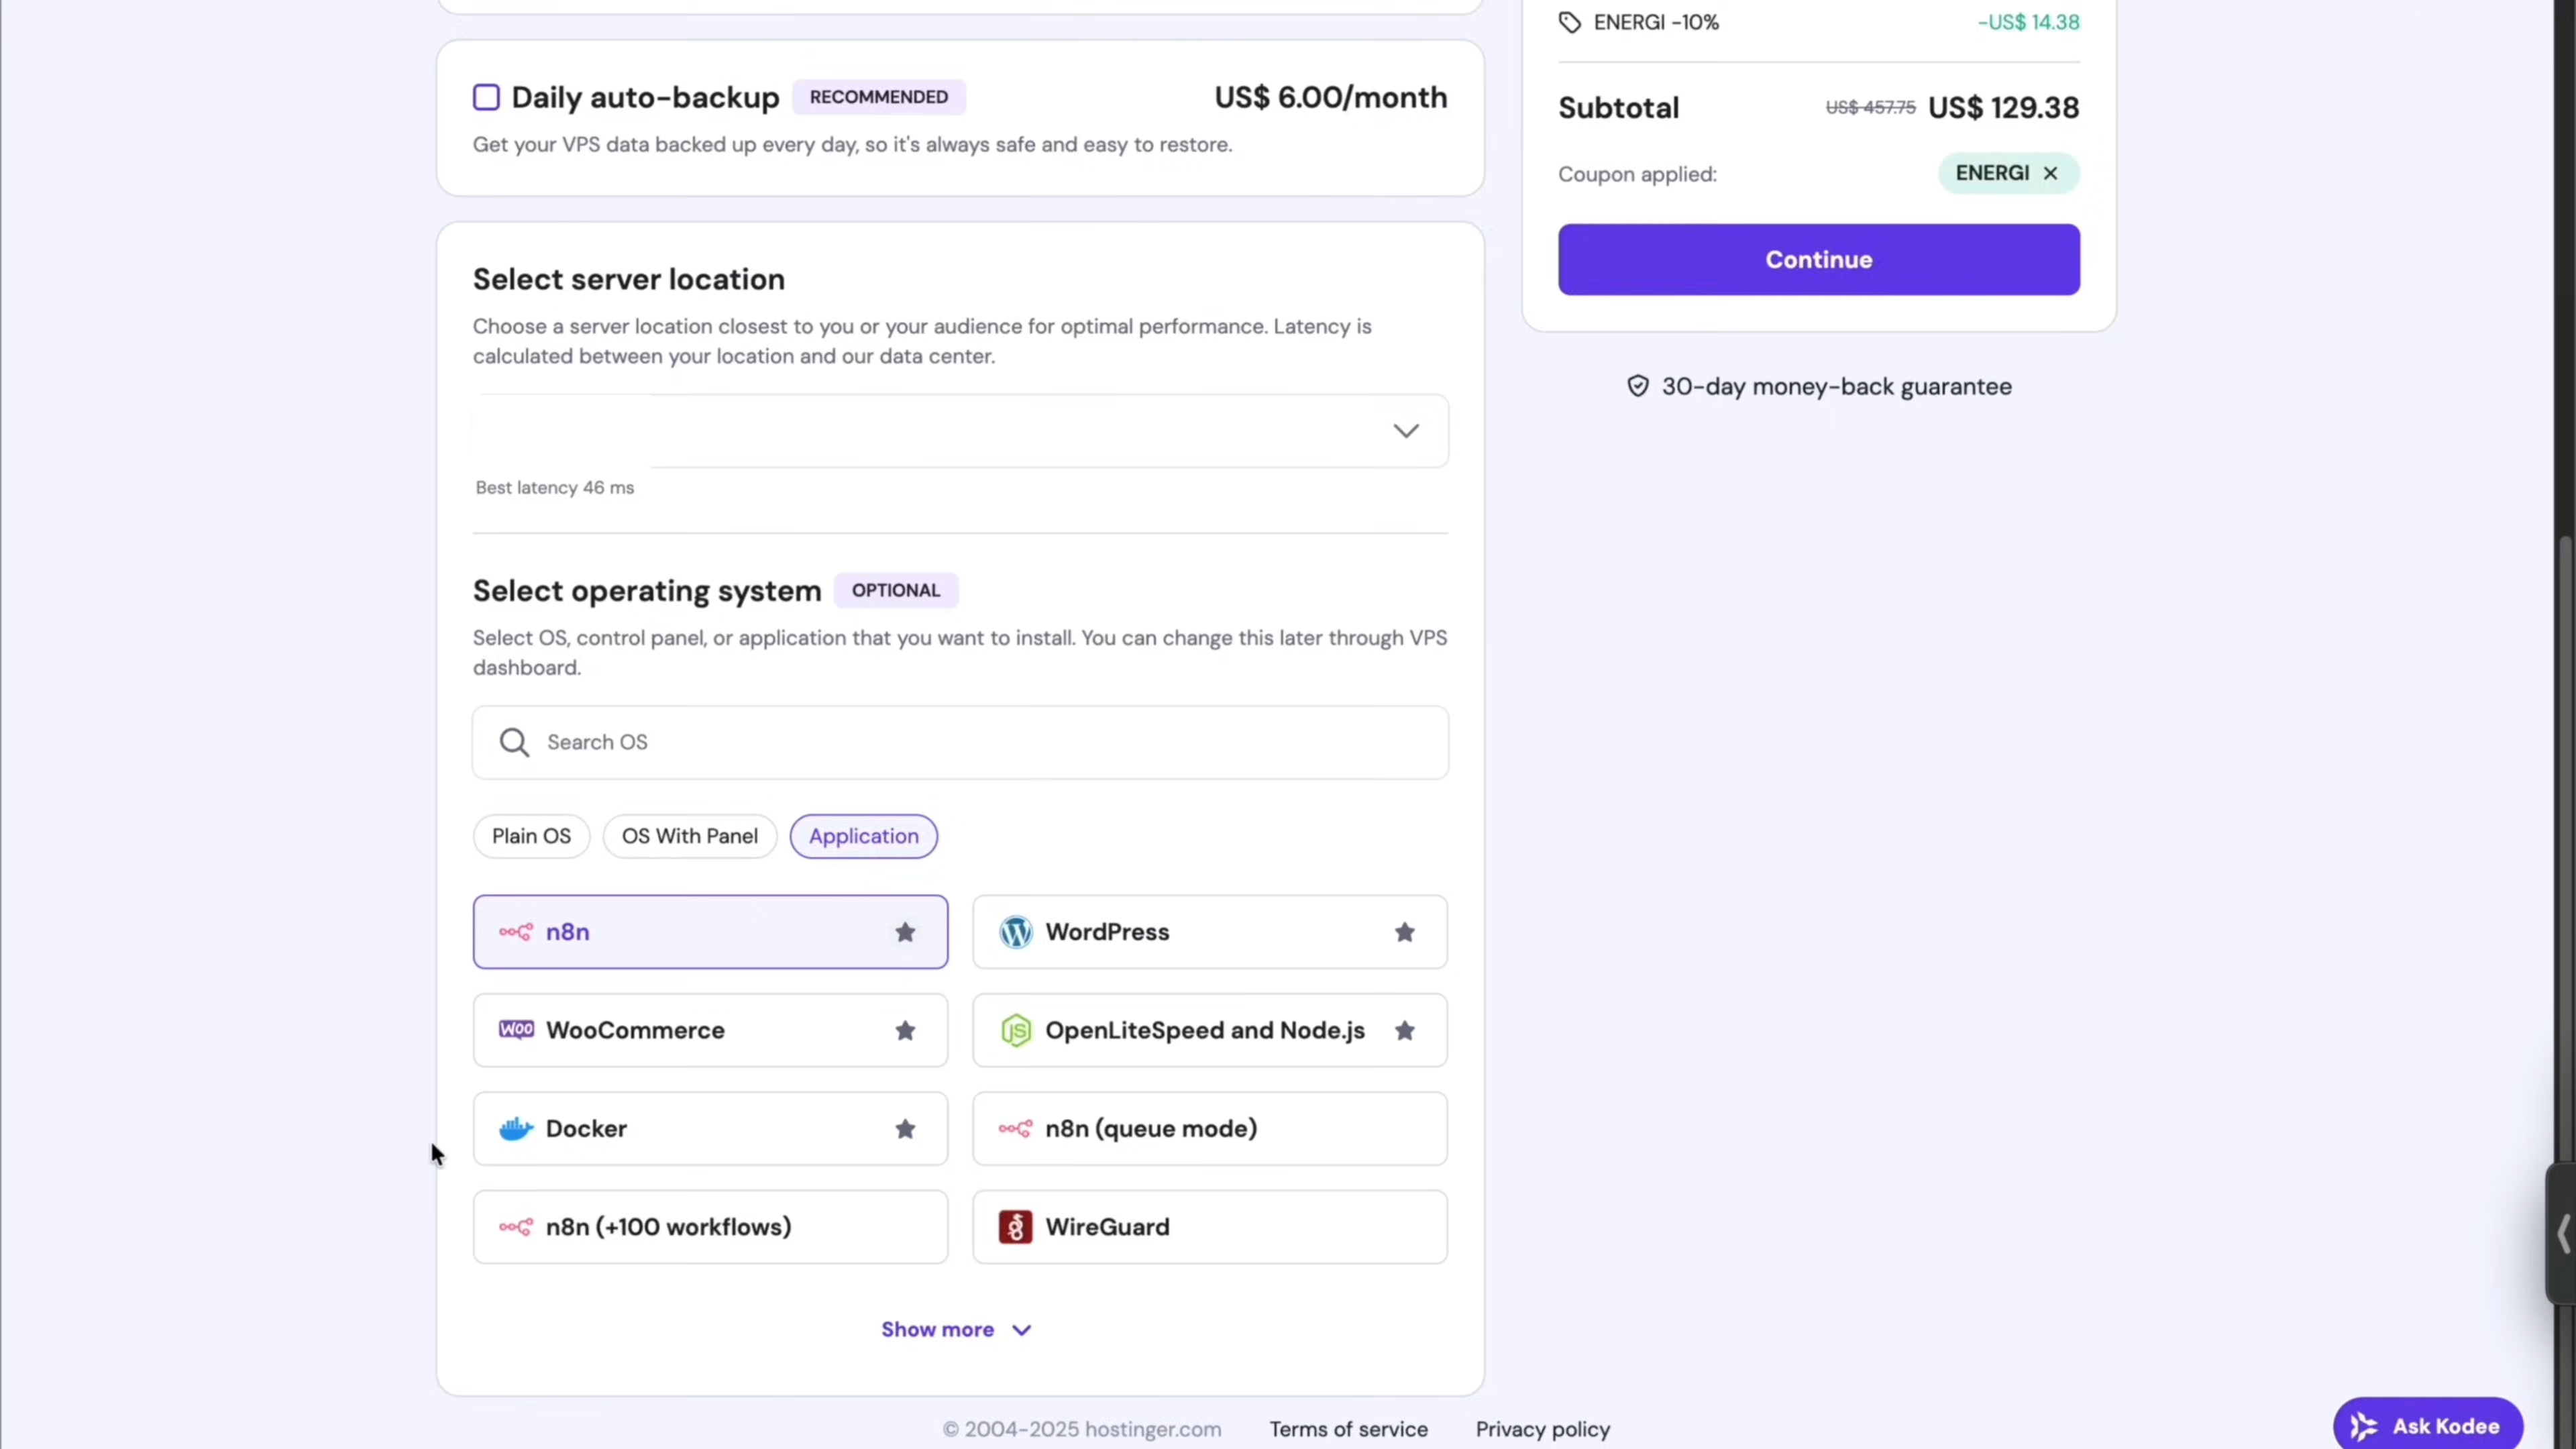 Daily auto-backup RECOMMENDED US$ 6.00/month
Get your VPS data backed up every day, so it's always safe and easy to restore.
Select server location
Choose a server location closest to you or your audience for optimal performance. Latency is
calculated between your location and our data center.
Best latency 46 ms
Select operating system OPTIONAL
Select OS, control panel, or application that you want to install. You can change this later through VPS
dashboard.
Search OS
Plain OS OS With Panel Application
n8n
WordPress
WOO WooCommerce
JS OpenLiteSpeed and Node.js
Docker
n8n (queue mode)
n8n (+100 workflows)
WireGuard
Show more
ENERGI -10% -US$ 14.38
Subtotal US$ 457.75 US$ 129.38
Coupon applied: ENERGI
Continue
30-day money-back guarantee
© 2004-2025 hostinger.com Terms of service Privacy policy
Ask Kodee